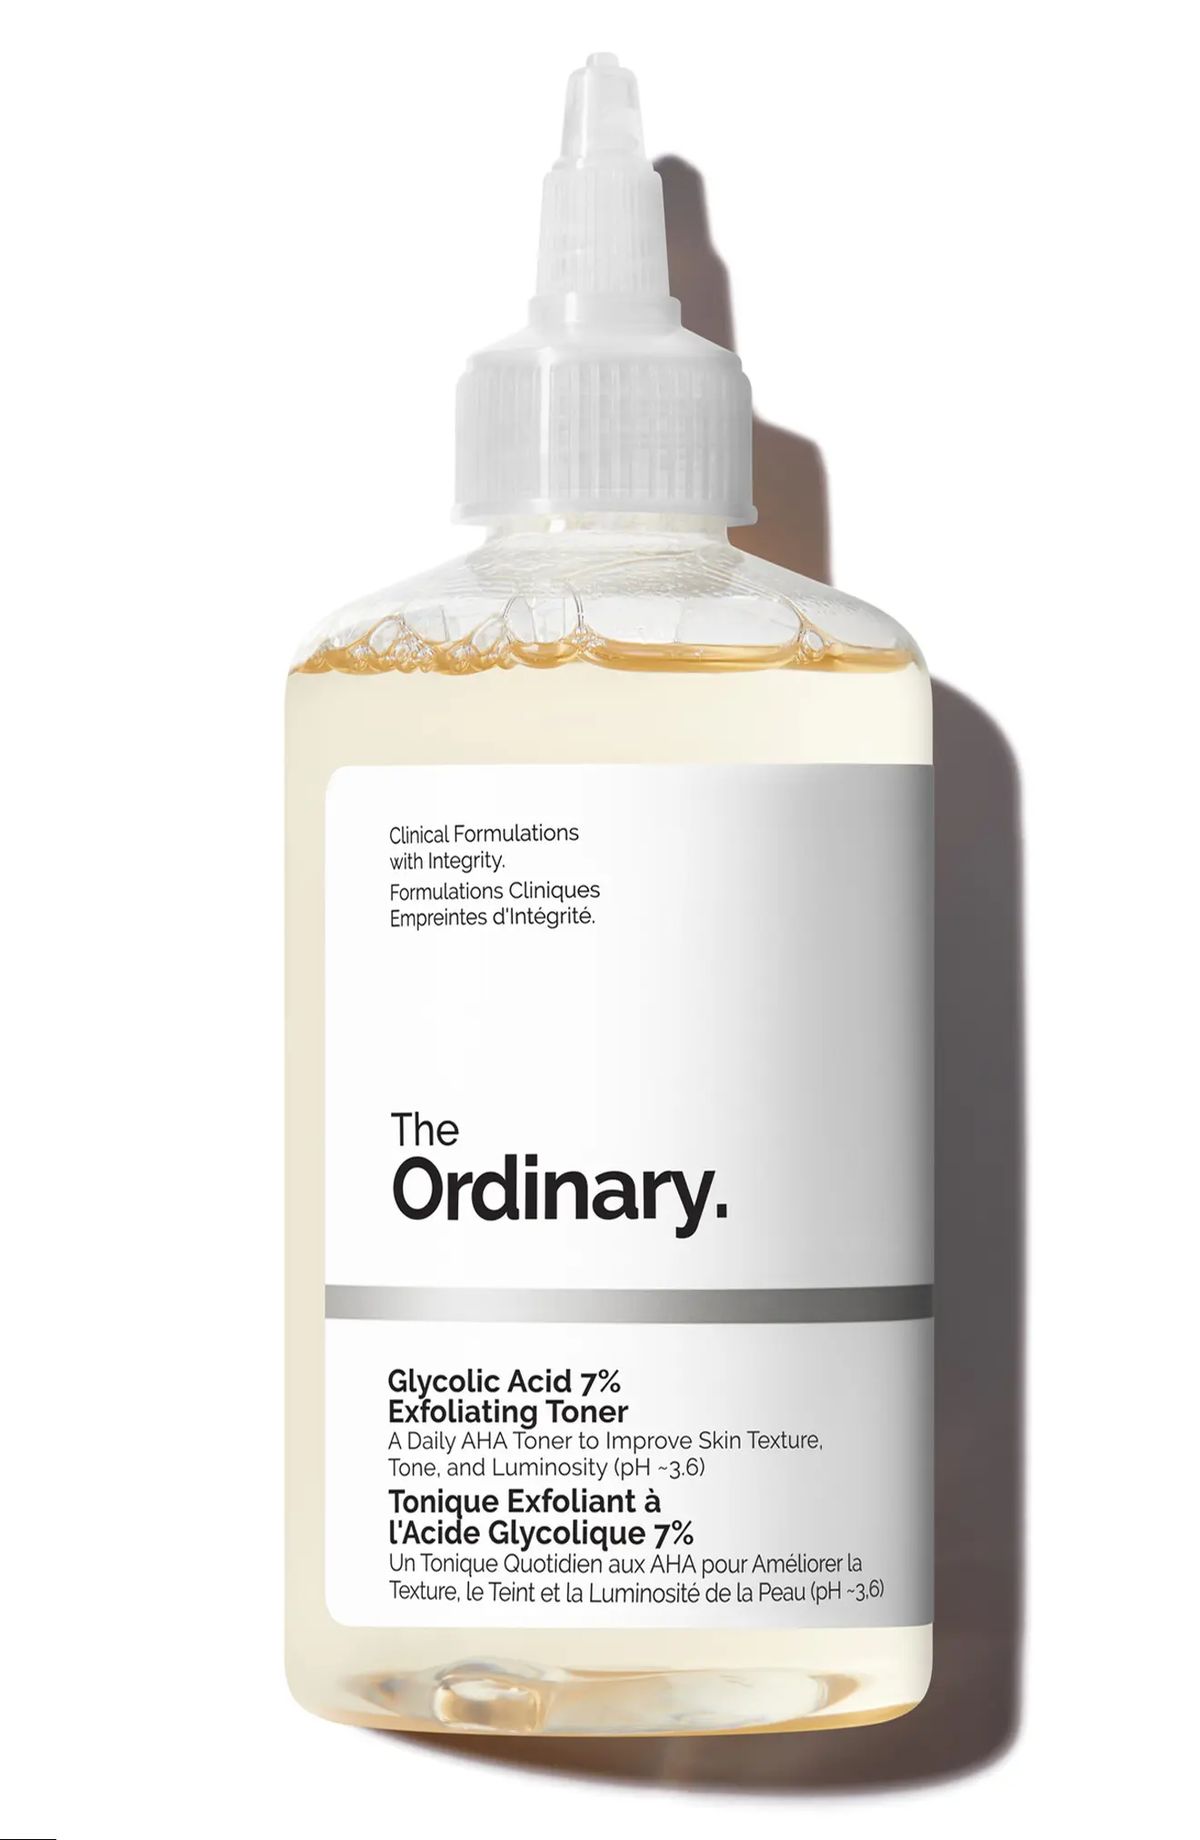 Clinical Formulations
with Integrity.
Formulations Cliniques
Empreintes d'Intégrité.
The
Ordinary.
Glycolic Acid 7%
Exfoliating Toner
A Daily AHA Toner to Improve Skin Texture,
Tone, and Luminosity (pH ~3.6)
Tonique Exfoliant à
l'Acide Glycolique 7%
Un Tonique Quotidien aux AHA pour Améliorer la
Texture, le Teint et la Luminosité de la Peau (pH ~3,6)